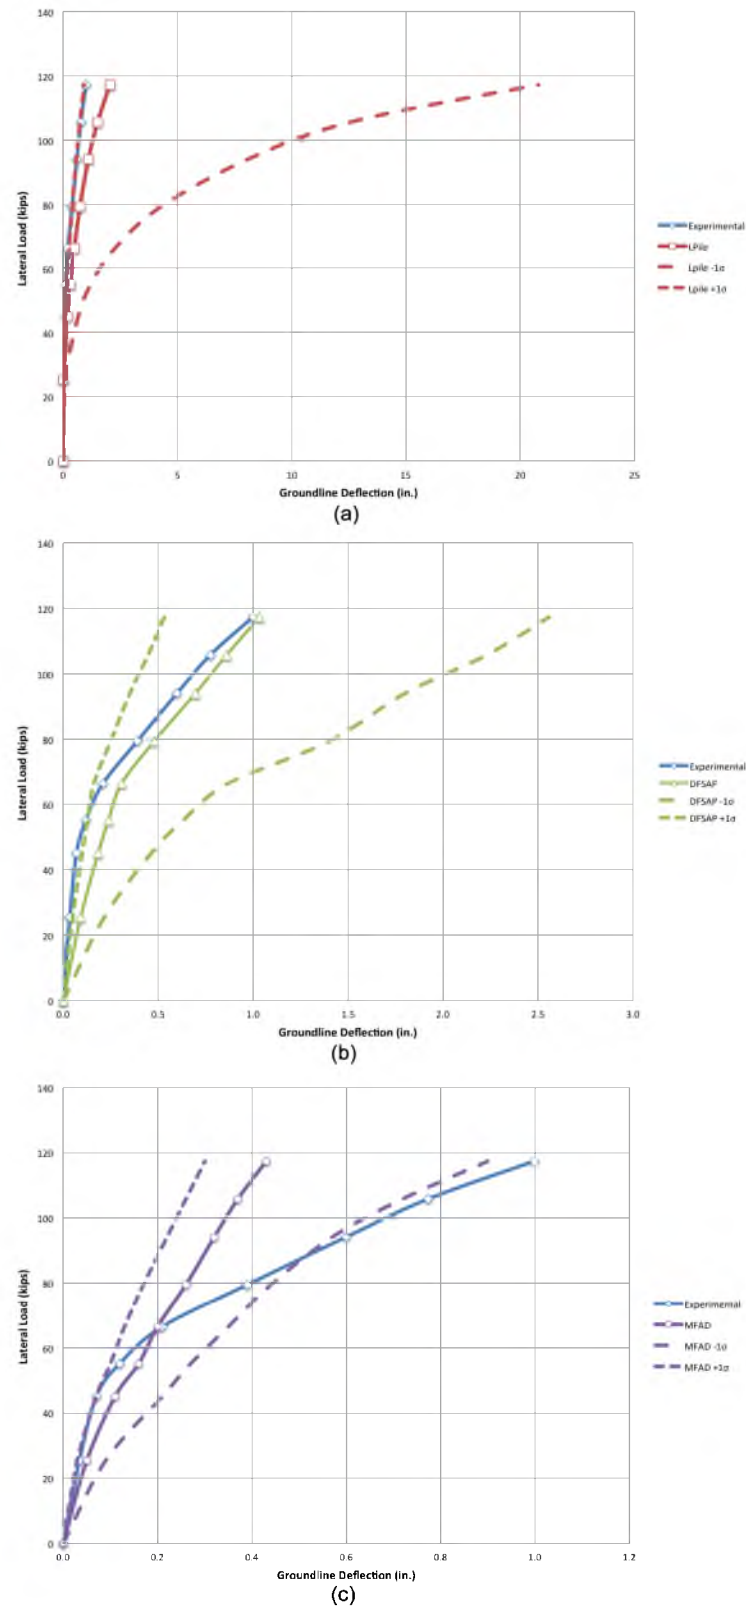 140
120
100
80
60
40
20
0
Lateral Load (kips)
0 5 10 15 20 25
Groundline Deflection (in.)
Experimental
LPile
Lpile -1σ
Lpile +1σ
(a)
140
120
100
80
60
40
20
0
Lateral Load (kips)
0.0 0.5 1.0 1.5 2.0 2.5 3.0
Groundline Deflection (in.)
Experimental
DFSAP
DFSAP -1σ
DFSAP +1σ
(b)
140
120
100
80
60
40
20
0
Lateral Load (kips)
0.0 0.2 0.4 0.6 0.8 1.0 1.2
Groundline Deflection (in.)
Experimental
MFAD
MFAD -1σ
MFAD +1σ
(c)